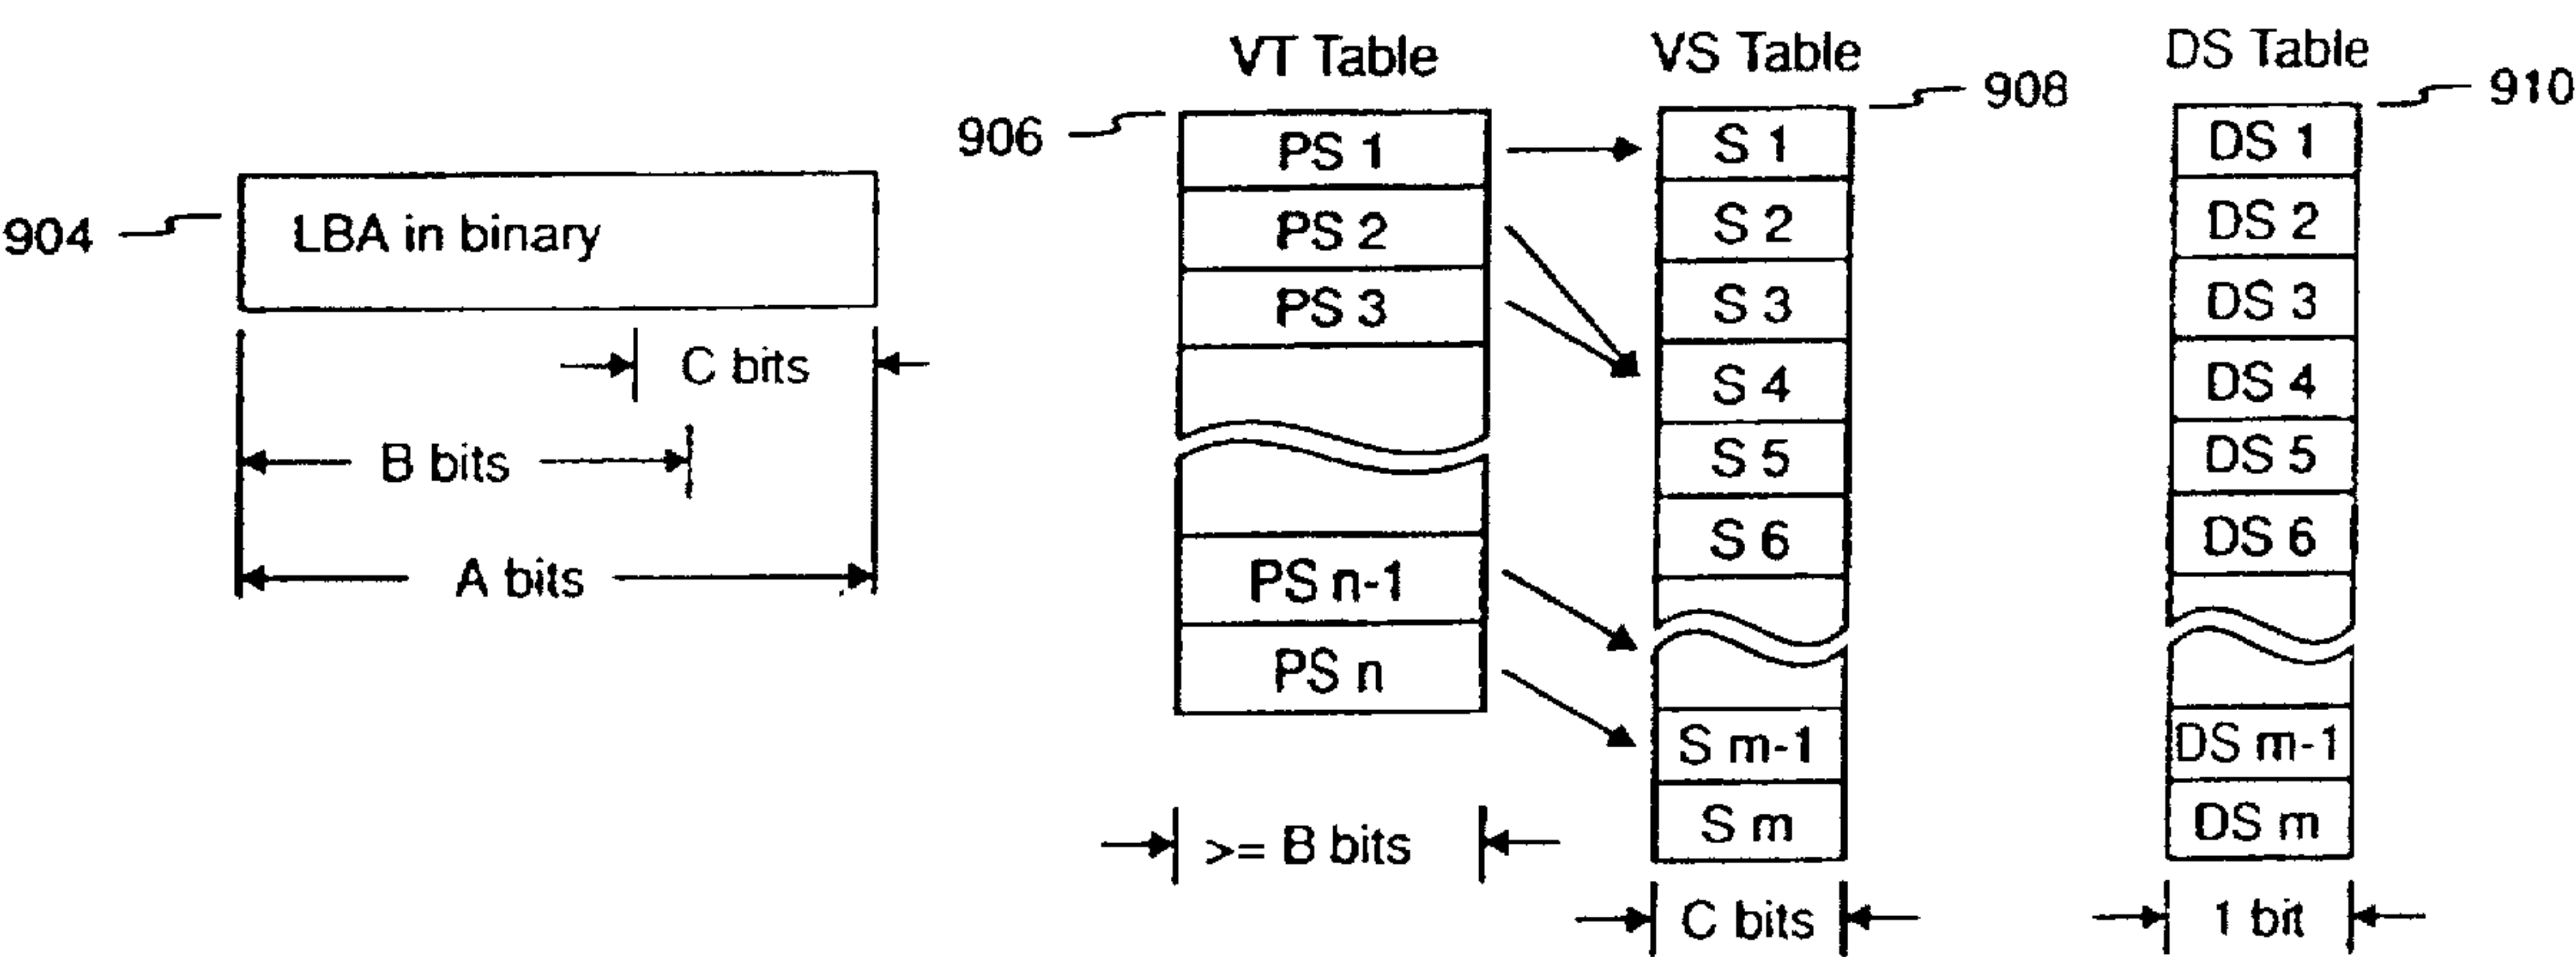 904
LBA in binary
C bits
B bits
A bits
VT Table
906
PS 1
PS 2
PS 3
PS n-1
PS n
>= B bits
VS Table
908
S 1
S 2
S 3
S 4
S 5
S 6
S m-1
S m
C bits
DS Table
910
DS 1
DS 2
DS 3
DS 4
DS 5
DS 6
DS m-1
DS m
1 bit